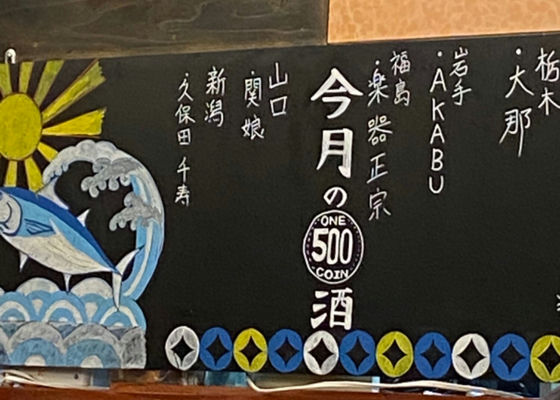 栃木
・大那
岩手
・AKABU
福島
・楽器正宗
今月の
ONE
500
COIN
酒
山口
・関娘
新潟
・久保田 千寿